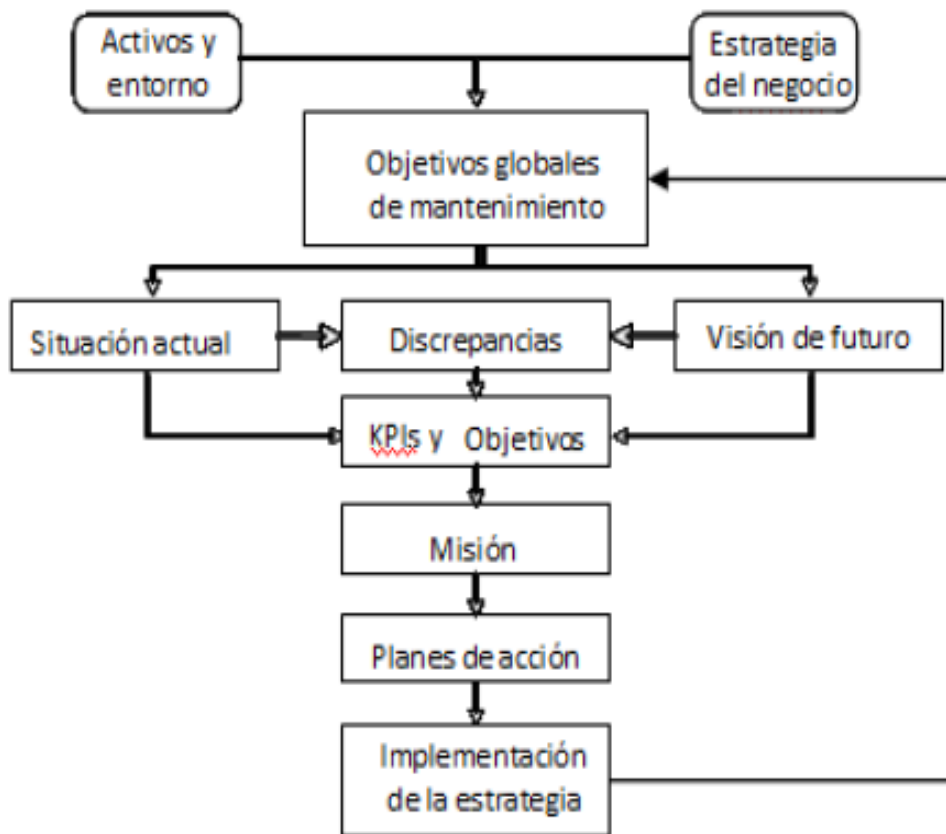 Activos y
entorno
Estrategia
del negocio
Objetivos globales
de mantenimiento
Situación actual
Discrepancias
Visión de futuro
KPIs y Objetivos
Misión
Planes de acción
Implementación
de la estrategia